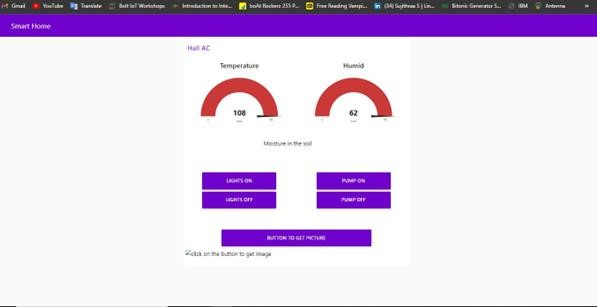 Gmail YouTube Translate Bolt IoT Workshops Introduction to Inte... boAt Rockerz 255 P... Free Reading Vampi... (34) Sujithraa S | Lin... Bitonic Generator S... IBM Antenna »
Smart Home
Hall AC
Temperature Humid
108 62
Moisture in the soil
LIGHTS ON PUMP ON
LIGHTS OFF PUMP OFF
BUTTON TO GET PICTURE
click on the button to get image